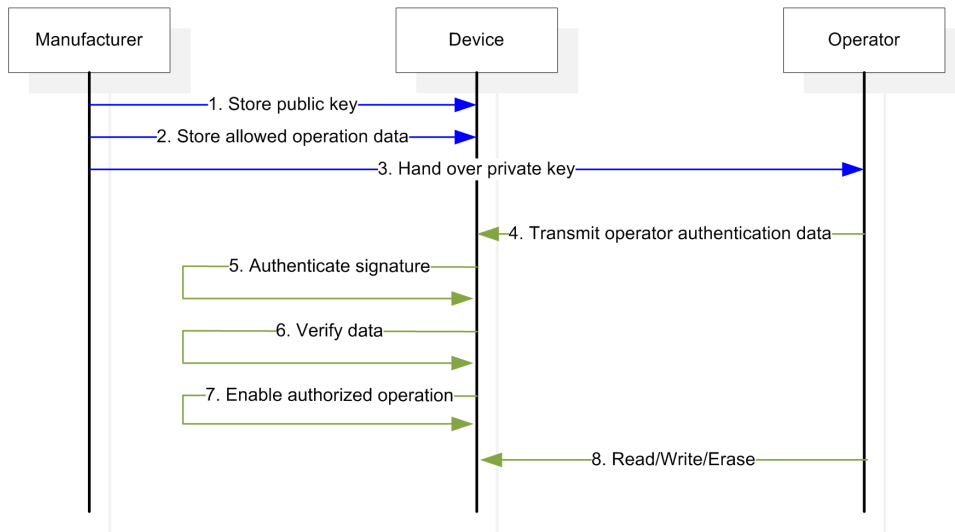 Manufacturer
Device
Operator
1. Store public key
2. Store allowed operation data
3. Hand over private key
4. Transmit operator authentication data
5. Authenticate signature
6. Verify data
7. Enable authorized operation
8. Read/Write/Erase